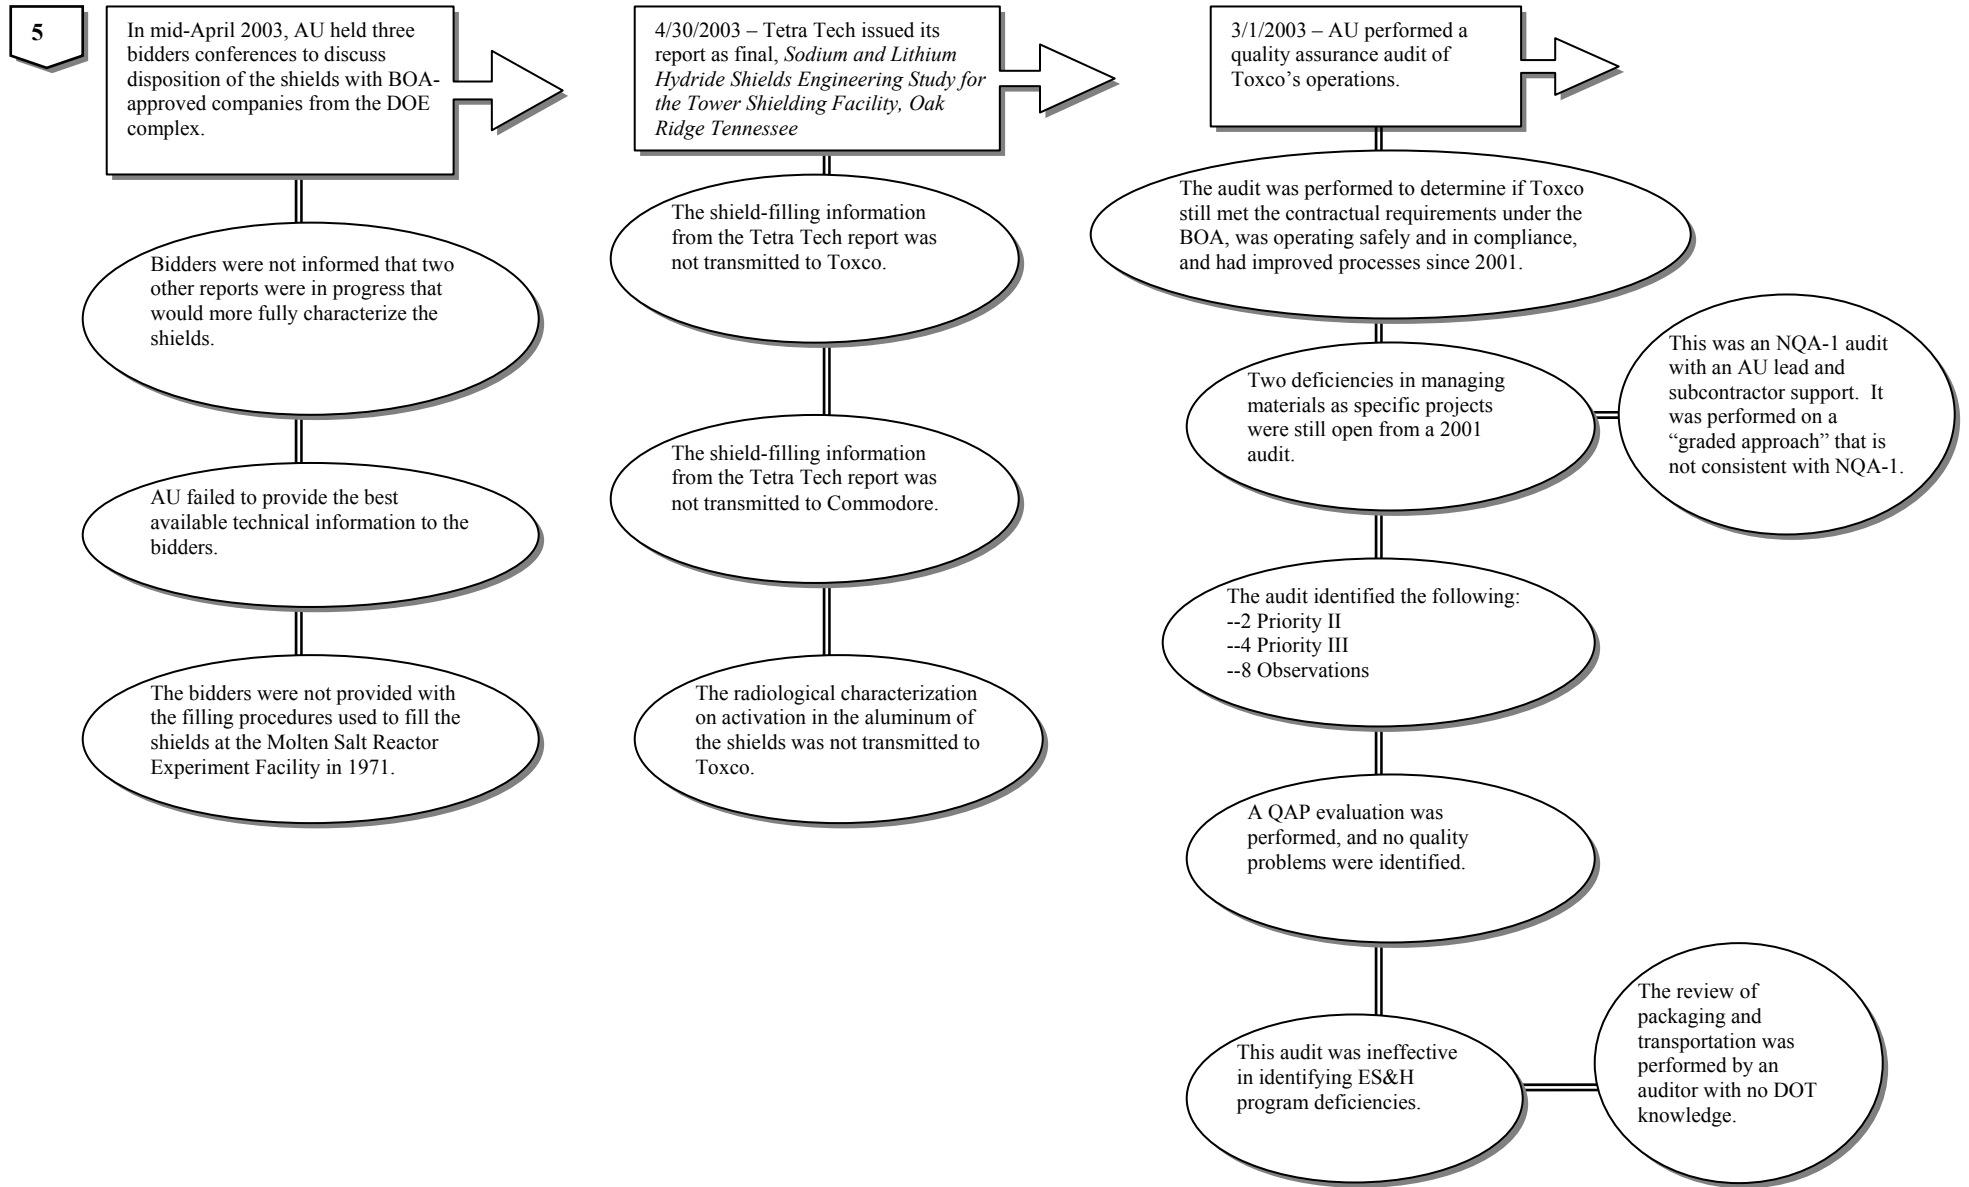 5
In mid-April 2003, AU held three
bidders conferences to discuss
disposition of the shields with BOA-
approved companies from the DOE
complex.
Bidders were not informed that two
other reports were in progress that
would more fully characterize the
shields.
AU failed to provide the best
available technical information to the
bidders.
The bidders were not provided with
the filling procedures used to fill the
shields at the Molten Salt Reactor
Experiment Facility in 1971.
4/30/2003 – Tetra Tech issued its
report as final, Sodium and Lithium
Hydride Shields Engineering Study for
the Tower Shielding Facility, Oak
Ridge Tennessee
The shield-filling information
from the Tetra Tech report was
not transmitted to Toxco.
The shield-filling information
from the Tetra Tech report was
not transmitted to Commodore.
The radiological characterization
on activation in the aluminum of
the shields was not transmitted to
Toxco.
3/1/2003 – AU performed a
quality assurance audit of
Toxco’s operations.
The audit was performed to determine if Toxco
still met the contractual requirements under the
BOA, was operating safely and in compliance,
and had improved processes since 2001.
Two deficiencies in managing
materials as specific projects
were still open from a 2001
audit.
This was an NQA-1 audit
with an AU lead and
subcontractor support.  It
was performed on a
“graded approach” that is
not consistent with NQA-1.
The audit identified the following:
--2 Priority II
--4 Priority III
--8 Observations
A QAP evaluation was
performed, and no quality
problems were identified.
This audit was ineffective
in identifying ES&H
program deficiencies.
The review of
packaging and
transportation was
performed by an
auditor with no DOT
knowledge.